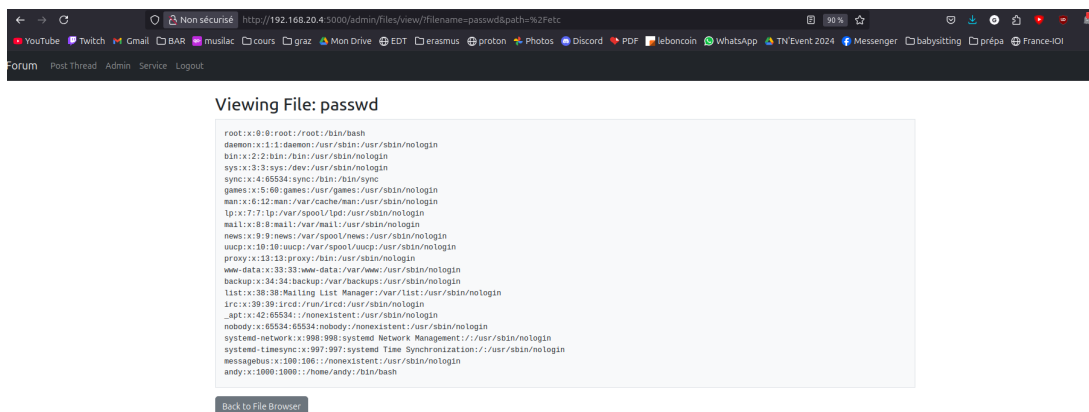 Non sécurisé http://192.168.20.4:5000/admin/files/view/?filename=passwd&path=%2Fetc 90%
YouTube Twitch Gmail BAR musilac cours graz Mon Drive EDT erasmus proton Photos Discord PDF leboncoin WhatsApp TN'Event 2024 Messenger babysitting prépa France-IOI
Forum Post Thread Admin Service Logout
Viewing File: passwd
root:x:0:0:root:/root:/bin/bash
daemon:x:1:1:daemon:/usr/sbin:/usr/sbin/nologin
bin:x:2:2:bin:/bin:/usr/sbin/nologin
sys:x:3:3:sys:/dev:/usr/sbin/nologin
sync:x:4:65534:sync:/bin:/bin/sync
games:x:5:60:games:/usr/games:/usr/sbin/nologin
man:x:6:12:man:/var/cache/man:/usr/sbin/nologin
lp:x:7:7:lp:/var/spool/lpd:/usr/sbin/nologin
mail:x:8:8:mail:/var/mail:/usr/sbin/nologin
news:x:9:9:news:/var/spool/news:/usr/sbin/nologin
uucp:x:10:10:uucp:/var/spool/uucp:/usr/sbin/nologin
proxy:x:13:13:proxy:/bin:/usr/sbin/nologin
www-data:x:33:33:www-data:/var/www:/usr/sbin/nologin
backup:x:34:34:backup:/var/backups:/usr/sbin/nologin
list:x:38:38:Mailing List Manager:/var/list:/usr/sbin/nologin
irc:x:39:39:ircd:/run/ircd:/usr/sbin/nologin
_apt:x:42:65534::/nonexistent:/usr/sbin/nologin
nobody:x:65534:65534:nobody:/nonexistent:/usr/sbin/nologin
systemd-network:x:998:998:systemd Network Management:/:/usr/sbin/nologin
systemd-timesync:x:997:997:systemd Time Synchronization:/:/usr/sbin/nologin
messagebus:x:100:106::/nonexistent:/usr/sbin/nologin
andy:x:1000:1000::/home/andy:/bin/bash
Back to File Browser